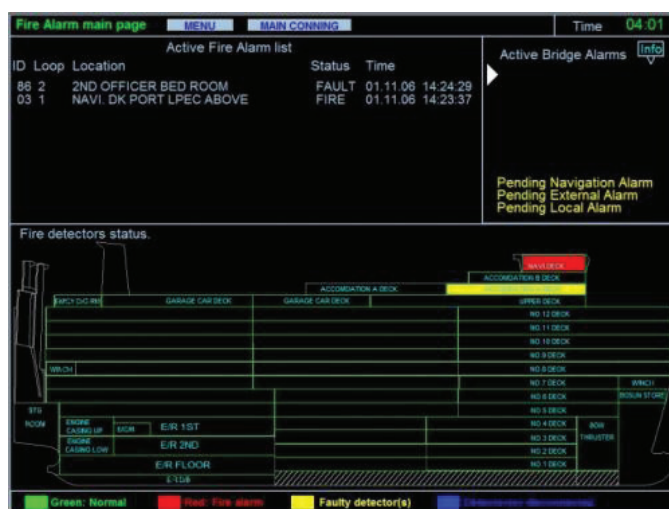 Fire Alarm main page MENU MAIN CONNING Time 04:01
Active Fire Alarm list
ID Loop Location Status Time
86 2 2ND OFFICER BED ROOM FAULT 01.11.06 14:24:29
03 1 NAVI. DK PORT LPEC ABOVE FIRE 01.11.06 14:23:37
Active Bridge Alarms Info
Pending Navigation Alarm
Pending External Alarm
Pending Local Alarm
Fire detectors status.
NAVI.DECK
ACCOMDATION B DECK
ACCOMDATION A DECK
EMCY D/G RM GARAGE CAR DECK GARAGE CAR DECK UPPER DECK
NO 12 DECK
NO 11 DECK
NO 10 DECK
NO 9 DECK
WINCH NO 8 DECK
NO 7 DECK WINCH
NO 6 DECK BOSUN STORE
STG ROOM NO 5 DECK
ENGINE CASING UP E/CR E/R 1ST NO 4 DECK BOW THRUSTER
ENGINE CASING LOW E/R 2ND NO 3 DECK
NO 2 DECK
E/R FLOOR NO 1 DECK
Green: Normal Red: Fire alarm Faulty detector(s)